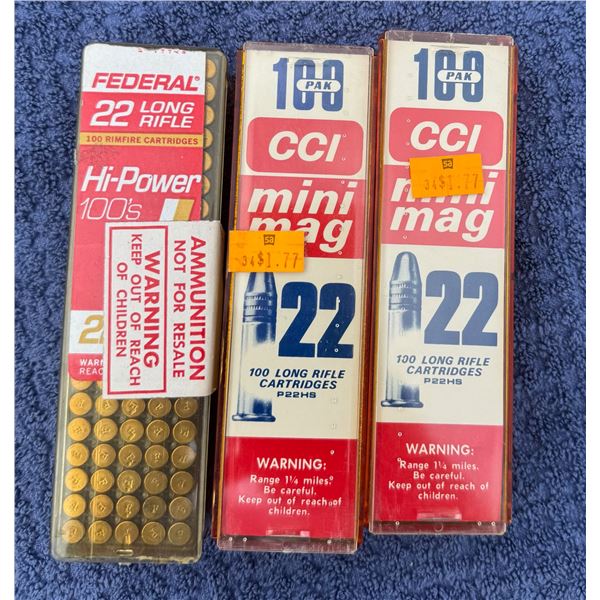 FEDERAL®
22 LONG
RIFLE
100 RIMFIRE CARTRIDGES
Hi-Power
100's
AMMUNITION
NOT FOR RESALE
WARNING
KEEP OUT OF REACH
OF CHILDREN
WARN
REAC
100
PAK
CCI
mini
mag
34$1.77
22
100 LONG RIFLE
CARTRIDGES
P22HS
WARNING:
Range 1¼ miles.
Be careful.
Keep out of reach of
children.
100
PAK
CCI
34$1.77
mini
mag
22
100 LONG RIFLE
CARTRIDGES
P22HS
WARNING:
Range 1¼ miles.
Be careful.
Keep out of reach of
children.